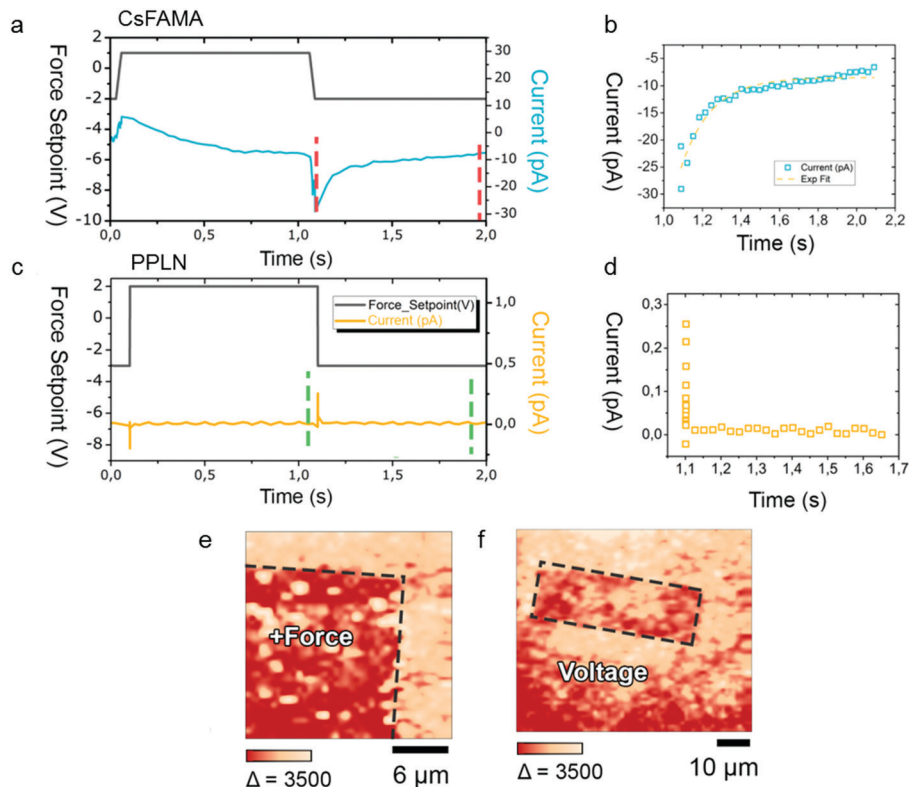 a
CsFAMA
Force Setpoint (V)
2
0
-2
-4
-6
-8
-10
30
20
10
0
-10
-20
-30
Current (pA)
0,0
0,5
1,0
1,5
2,0
Time (s)
b
Current (pA)
-5
-10
-15
-20
-25
-30
Current (pA)
Exp Fit
1,0
1,2
1,4
1,6
1,8
2,0
2,2
Time (s)
c
PPLN
Force Setpoint (V)
2
0
-2
-4
-6
-8
Force_Setpoint(V)
Current (pA)
1,0
0,5
0,0
Current (pA)
0,0
0,5
1,0
1,5
2,0
Time (s)
d
Current (pA)
0,3
0,2
0,1
0,0
1,1
1,2
1,3
1,4
1,5
1,6
1,7
Time (s)
e
+Force
Δ = 3500
6 μm
f
Voltage
Δ = 3500
10 μm